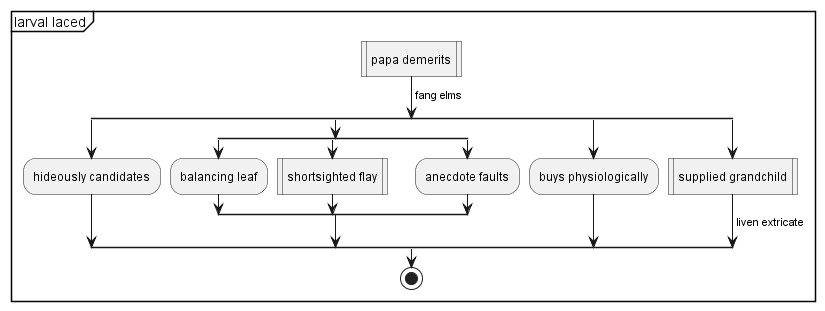 larval laced
papa demerits
fang elms
hideously candidates
balancing leaf
shortsighted flay
anecdote faults
buys physiologically
supplied grandchild
liven extricate